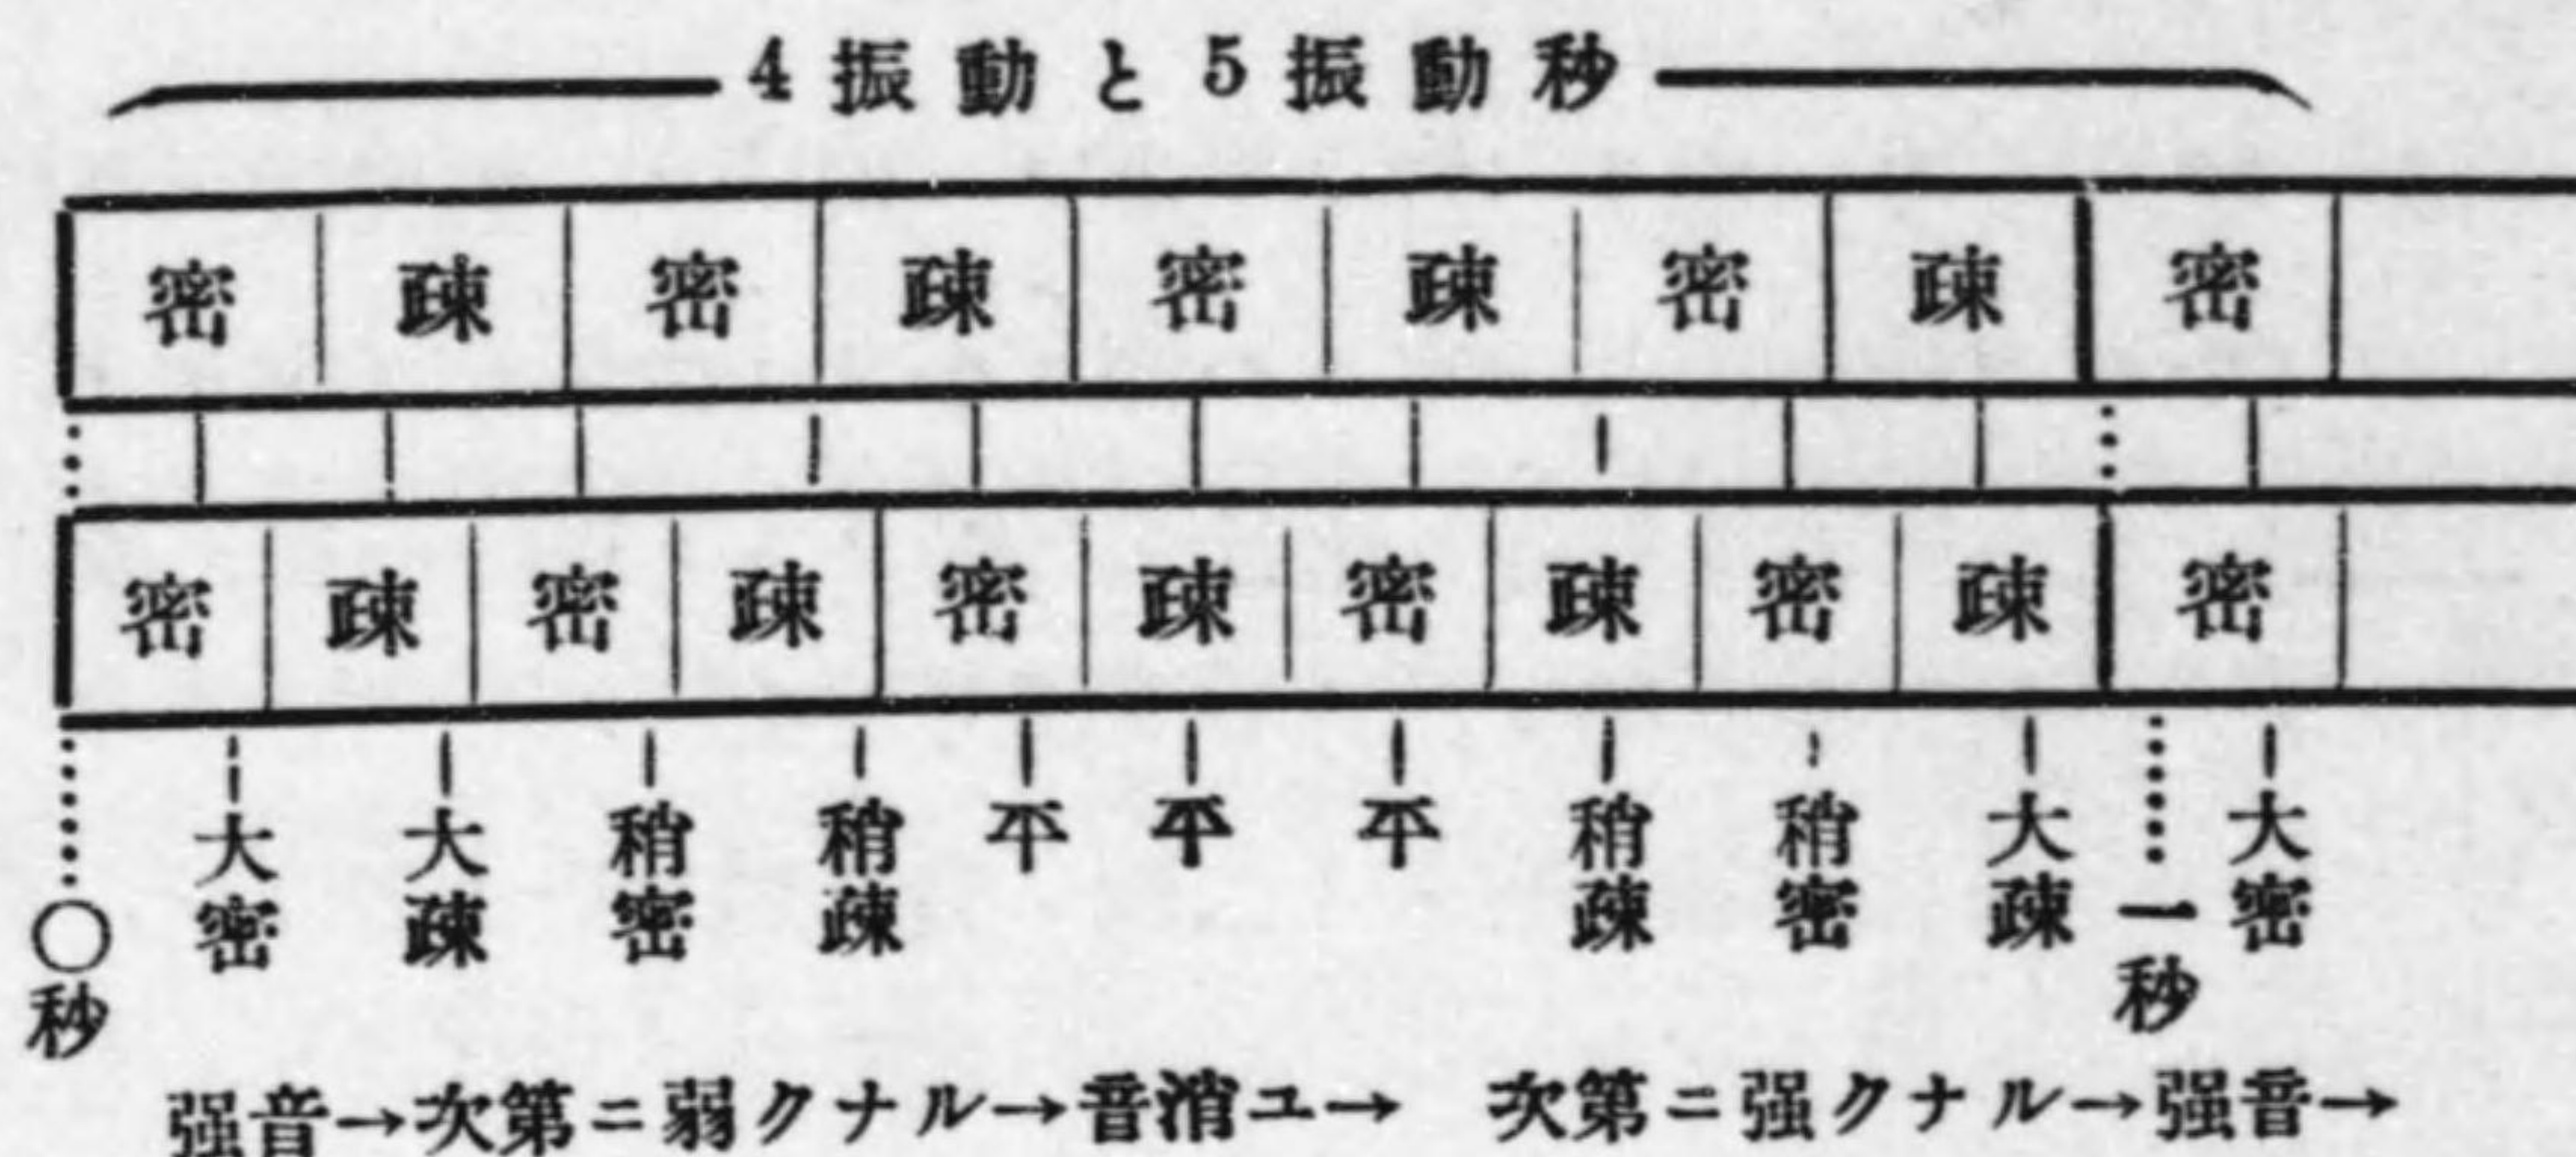 4振動と5振動秒
密 疎 密 疎 密 疎 密 疎 密
密 疎 密 疎 密 疎 密 疎 密 疎 密
〇秒 大密 大疎 稍密 稍疎 平 平 平 稍疎 稍密 大疎 一秒 大密
强音→次第ニ弱クナル→音消ユ→ 次第ニ强クナル→强音→